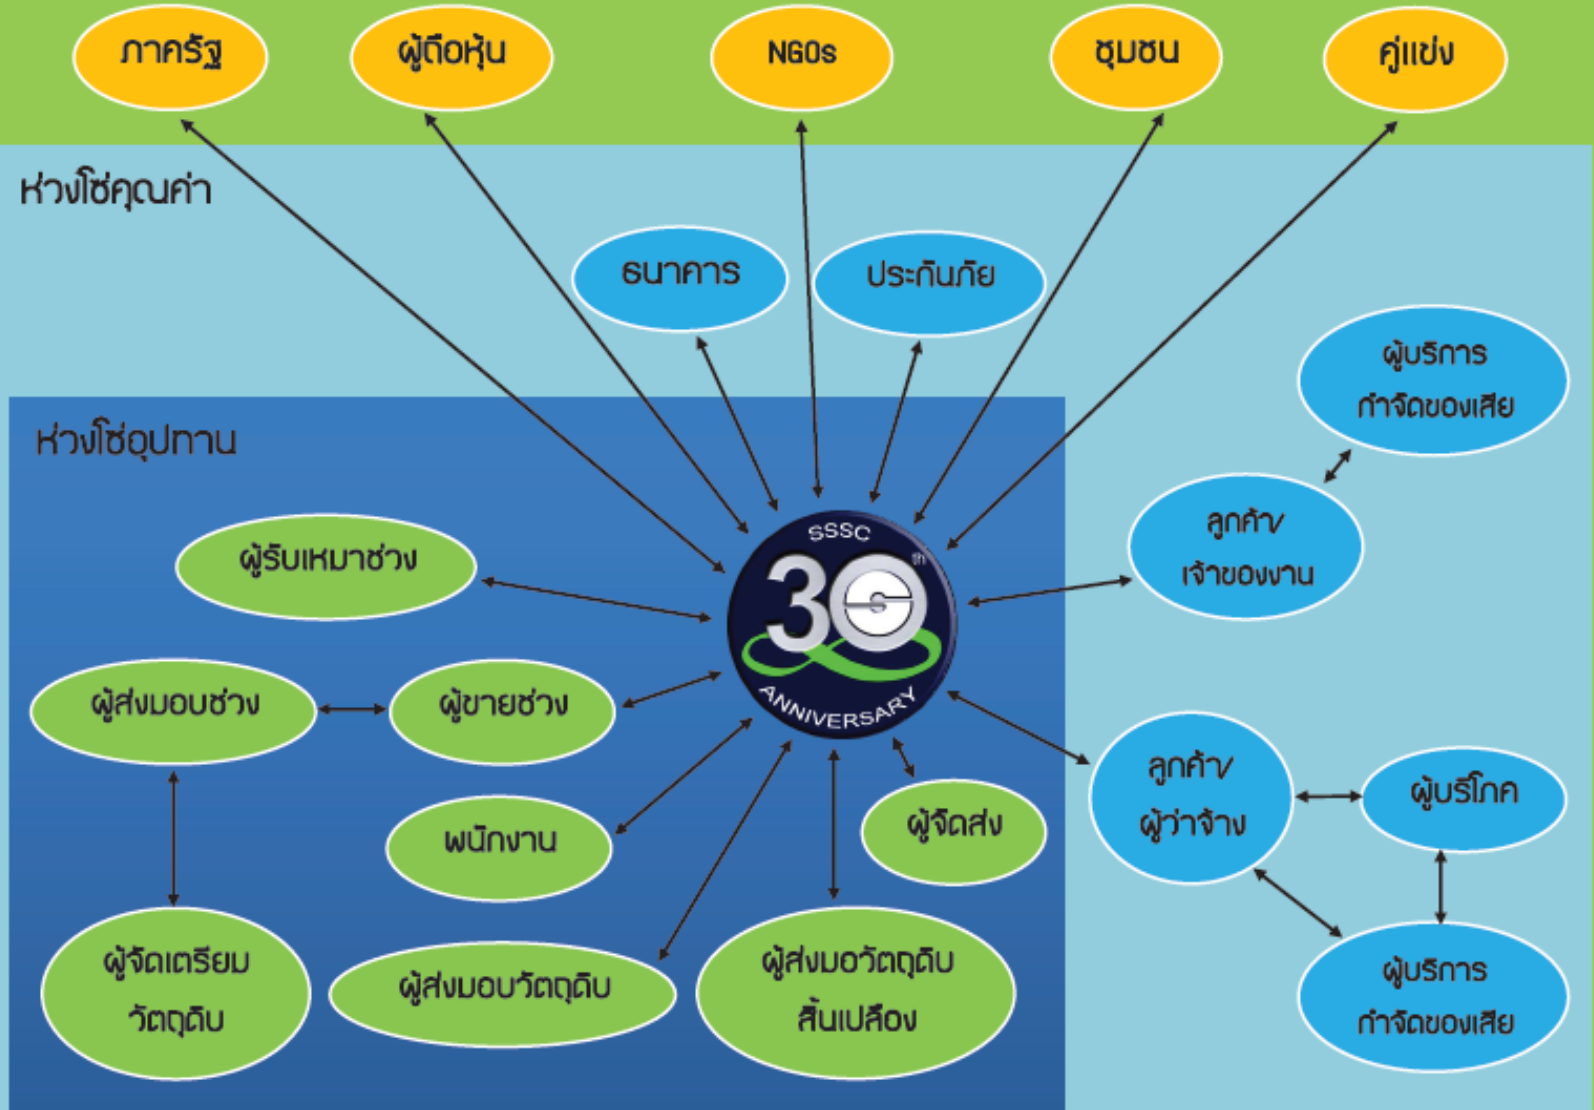 ภาครัฐ
ผู้ถือหุ้น
NGOs
ชุมชน
คู่แข่ง
ห่วงโซ่คุณค่า
ธนาคาร
ประกันภัย
ผู้บริการ
กำจัดของเสีย
ห่วงโซ่อุปทาน
ลูกค้า/
เจ้าของงาน
SSSC
30th
S
ANNIVERSARY
ผู้รับเหมาช่วง
ผู้ส่งมอบช่วง
ผู้ขายช่วง
ลูกค้า/
ผู้ว่าจ้าง
ผู้บริโภค
พนักงาน
ผู้จัดส่ง
ผู้จัดเตรียม
วัตถุดิบ
ผู้ส่งมอบวัตถุดิบ
ผู้ส่งมอวัตถุดิบ
สิ้นเปลือง
ผู้บริการ
กำจัดของเสีย